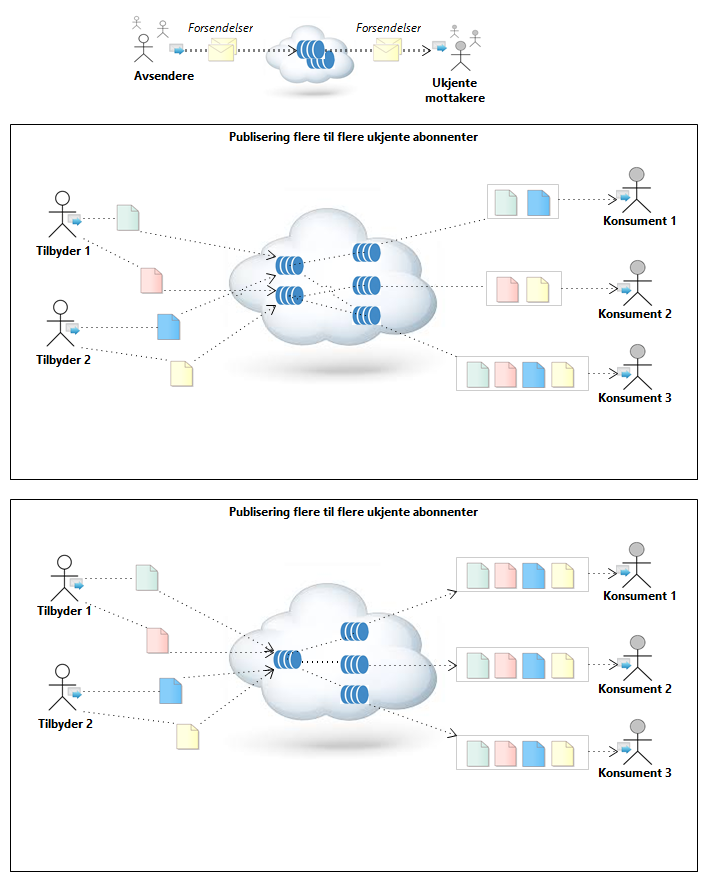 Forsendelser
Forsendelser
Avsendere
Ukjente
mottakere
Publisering flere til flere ukjente abonnenter
Tilbyder 1
Tilbyder 2
Konsument 1
Konsument 2
Konsument 3
Publisering flere til flere ukjente abonnenter
Tilbyder 1
Tilbyder 2
Konsument 1
Konsument 2
Konsument 3